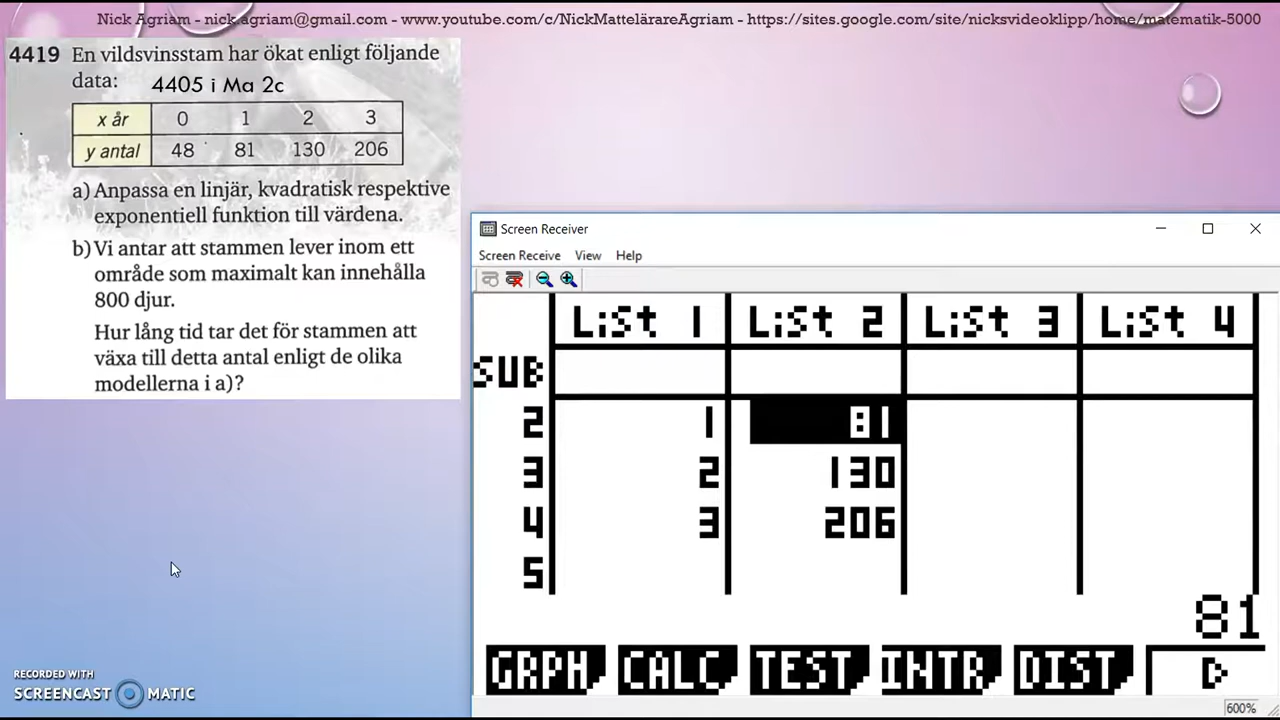 Nick Agriam - nick.agriam@gmail.com - www.youtube.com/c/NickMattelärareAgriam - https://sites.google.com/site/nicksvideoklipp/home/matematik-5000
4419 En vildsvinsstam har ökat enligt följande
data: 4405 i Ma 2c
x år 0 1 2 3
y antal 48 81 130 206
a) Anpassa en linjär, kvadratisk respektive
exponentiell funktion till värdena.
b) Vi antar att stammen lever inom ett
område som maximalt kan innehålla
800 djur.
Hur lång tid tar det för stammen att
växa till detta antal enligt de olika
modellerna i a)?
Screen Receiver
Screen Receive View Help
List 1 List 2 List 3 List 4
SUB
2 1 81
3 2 130
4 3 206
5
81
GRPH CALC TEST INTR DIST
600%
RECORDED WITH
SCREENCAST MATIC